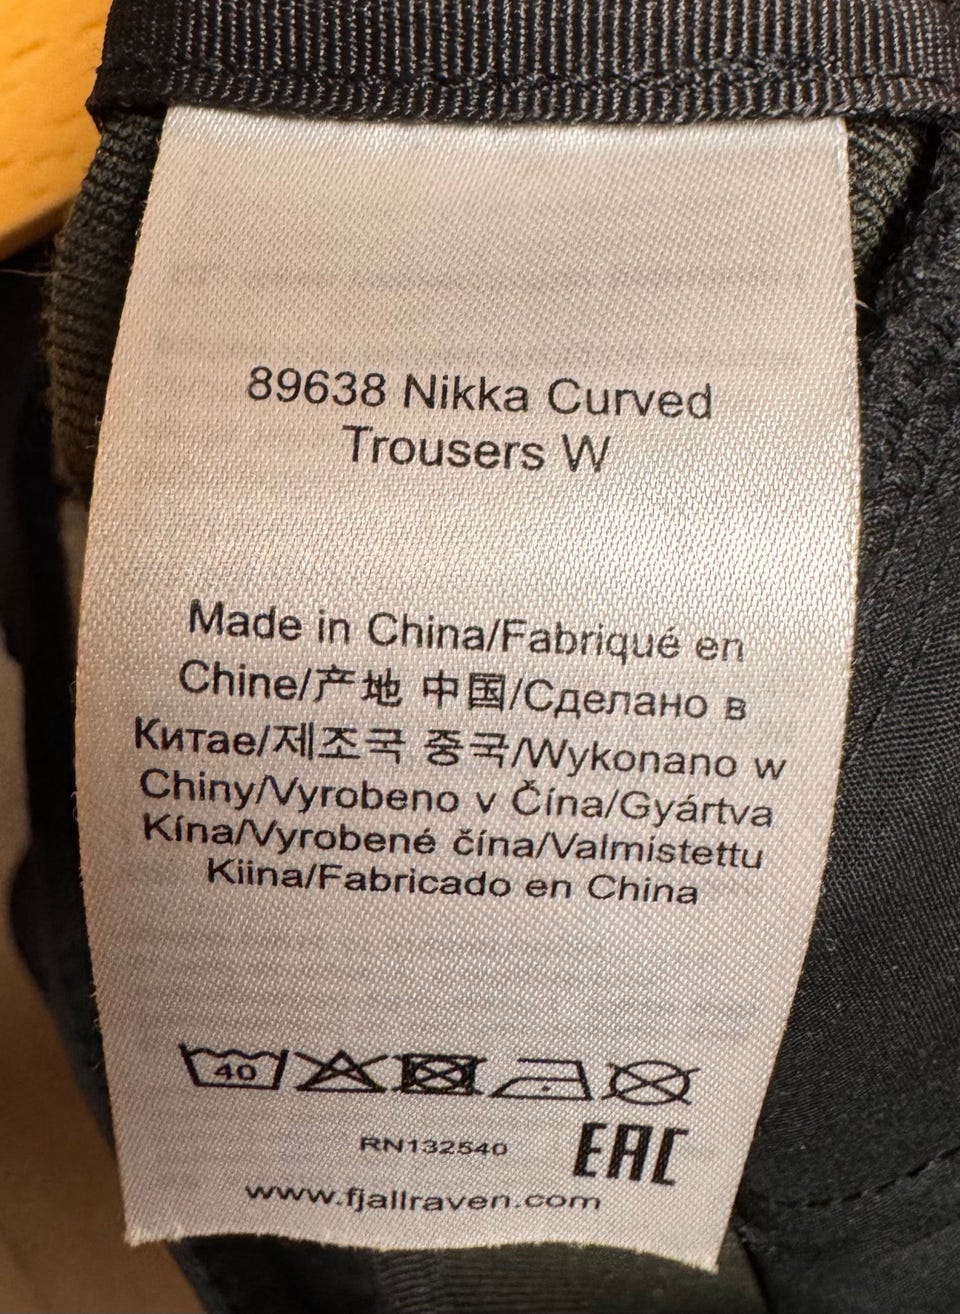 89638 Nikka Curved
Trousers W
Made in China/Fabriqué en
Chine/产地 中国/Сделано в
Китае/제조국 중국/Wykonano w
Chiny/Vyrobeno v Čína/Gyártva
Kína/Vyrobené čína/Valmistettu
Kiina/Fabricado en China
40
RN132540 EAC
www.fjallraven.com